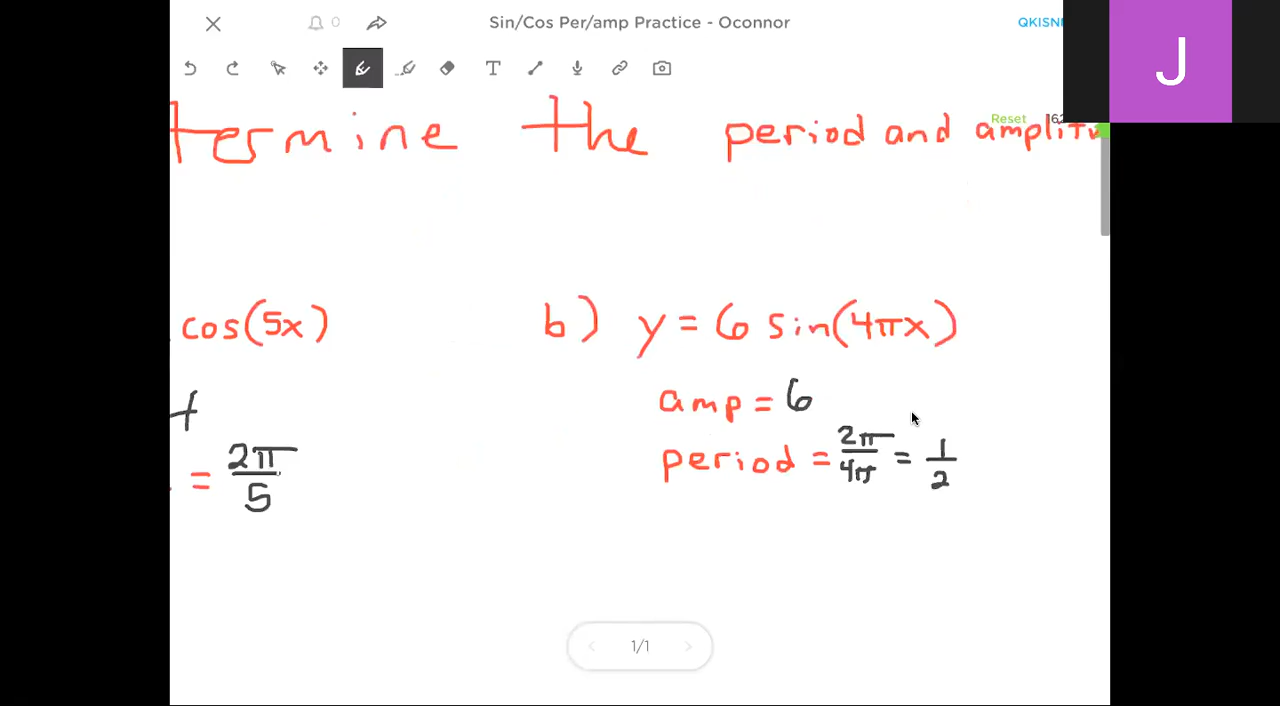 0 Sin/Cos Per/amp Practice - Oconnor QKISN
J
T
termine the period and amplitu
Reset
cos(5x)
b) y = 6 sin(4πx)
amp = 6
period = 2π/4π = 1/2
= 2π/5
1/1